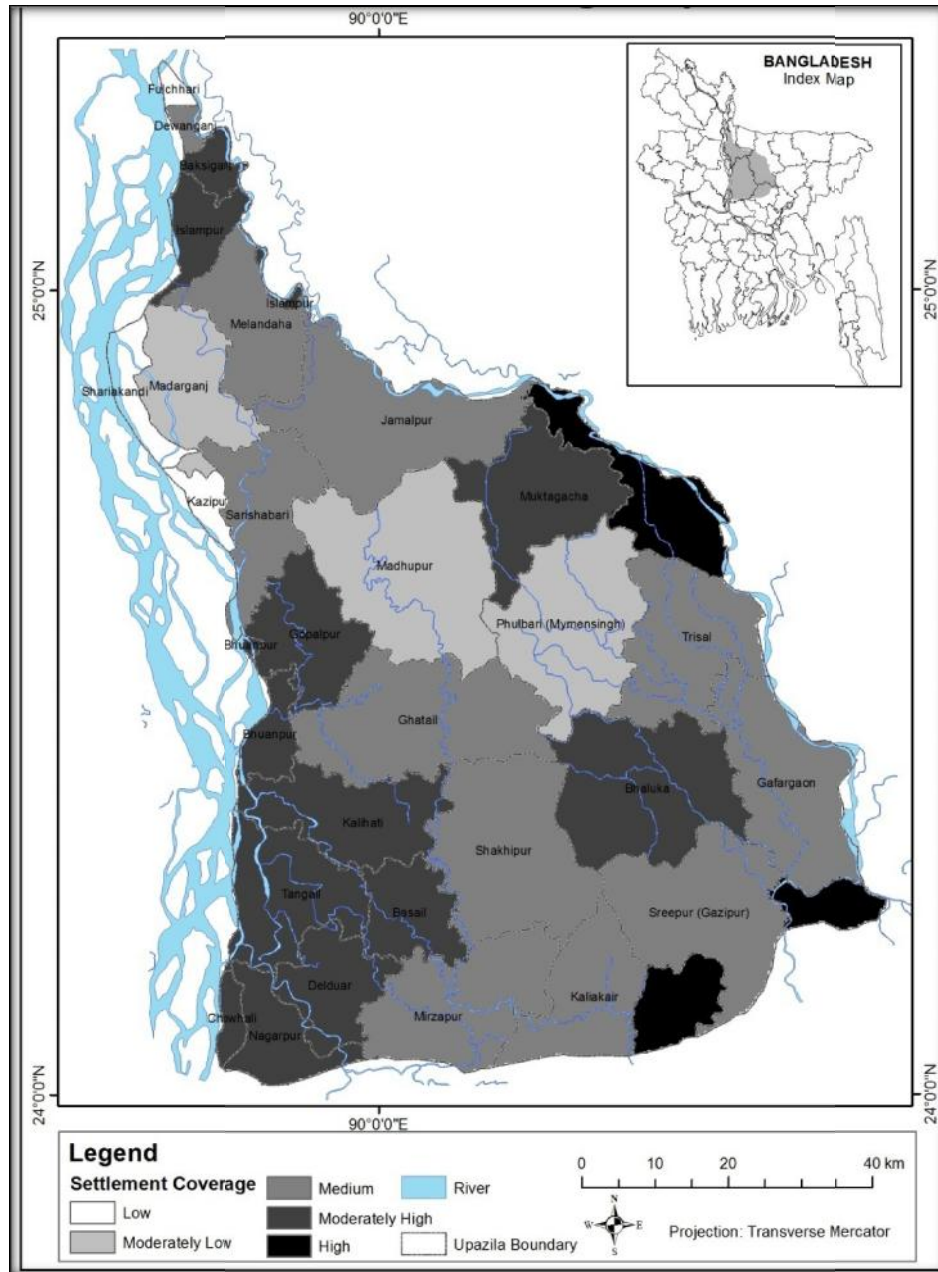 90°0'0"E
BANGLADESH
Index Map
Fulchhari
Dewanganj
Baksiganj
Islampur
25°0'0"N
25°0'0"N
Islampur
Melandaha
Shariakandi
Madarganj
Jamalpur
Kazipu
Sarishabari
Muktagacha
Madhupur
Phulbari (Mymensingh)
Trisal
Gopalpur
Bhuanpur
Ghatail
Bhuanpur
Gafargaon
Bhaluka
Kalihati
Shakhipur
Tangail
Basail
Sreepur (Gazipur)
Delduar
Kaliakair
Mirzapur
Chowhali
Nagarpur
24°0'0"N
24°0'0"N
90°0'0"E
Legend
Settlement Coverage
Low
Moderately Low
Medium
Moderately High
High
River
Upazila Boundary
0 10 20 40 km
N
W E
S
Projection: Transverse Mercator